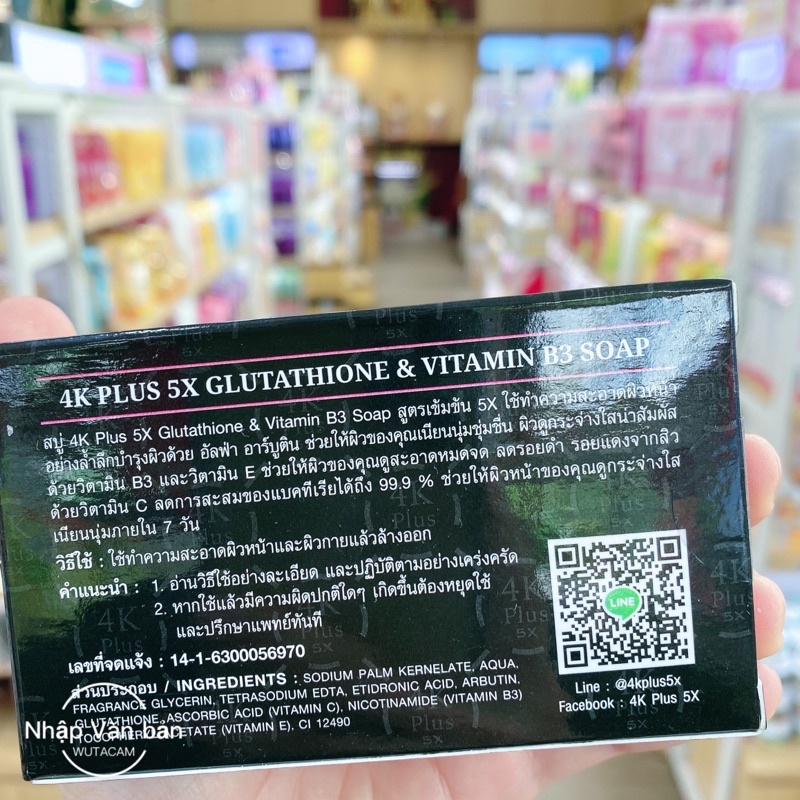 4K PLUS 5X GLUTATHIONE & VITAMIN B3 SOAP
สบู่ 4K Plus 5X Glutathione & Vitamin B3 Soap สูตรเข้มข้น 5X ใช้ทำความสะอาดผิวหน้า
อย่างล้ำลึกบำรุงผิวด้วย อัลฟ่า อาร์บูติน ช่วยให้ผิวของคุณเนียนนุ่มชุ่มชื่น ผิวดูกระจ่างใสน่าสัมผัส
ด้วยวิตามิน B3 และวิตามิน E ช่วยให้ผิวของคุณดูสะอาดหมดจด ลดรอยดำ รอยแดงจากสิว
ด้วยวิตามิน C ลดการสะสมของแบคทีเรียได้ถึง 99.9 % ช่วยให้ผิวหน้าของคุณดูกระจ่างใส
เนียนนุ่มภายใน 7 วัน
วิธีใช้ : ใช้ทำความสะอาดผิวหน้าและผิวกายแล้วล้างออก
คำแนะนำ : 1. อ่านวิธีใช้อย่างละเอียด และปฏิบัติตามอย่างเคร่งครัด
2. หากใช้แล้วมีความผิดปกติใดๆ เกิดขึ้นต้องหยุดใช้
และปรึกษาแพทย์ทันที
เลขที่จดแจ้ง : 14-1-6300056970
ส่วนประกอบ / INGREDIENTS : SODIUM PALM KERNELATE, AQUA,
FRAGRANCE GLYCERIN, TETRASODIUM EDTA, ETIDRONIC ACID, ARBUTIN,
GLUTATHIONE, ASCORBIC ACID (VITAMIN C), NICOTINAMIDE (VITAMIN B3)
TOCOPHERYL ACETATE (VITAMIN E), CI 12490
LINE
Line : @4kplus5x
Facebook : 4K Plus 5X
Nhập Văn bản
WUTACAM